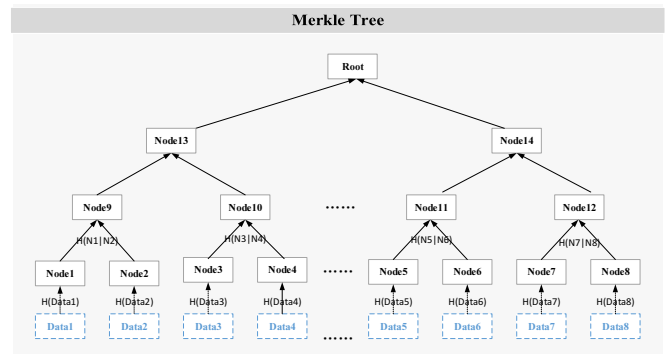 Merkle Tree
Root
Node13 Node14
Node9 Node10 ...... Node11 Node12
H(N1|N2) H(N3|N4) H(N5|N6) H(N7|N8)
Node1 Node2 Node3 Node4 ...... Node5 Node6 Node7 Node8
H(Data1) H(Data2) H(Data3) H(Data4) H(Data5) H(Data6) H(Data7) H(Data8)
Data1 Data2 Data3 Data4 ...... Data5 Data6 Data7 Data8